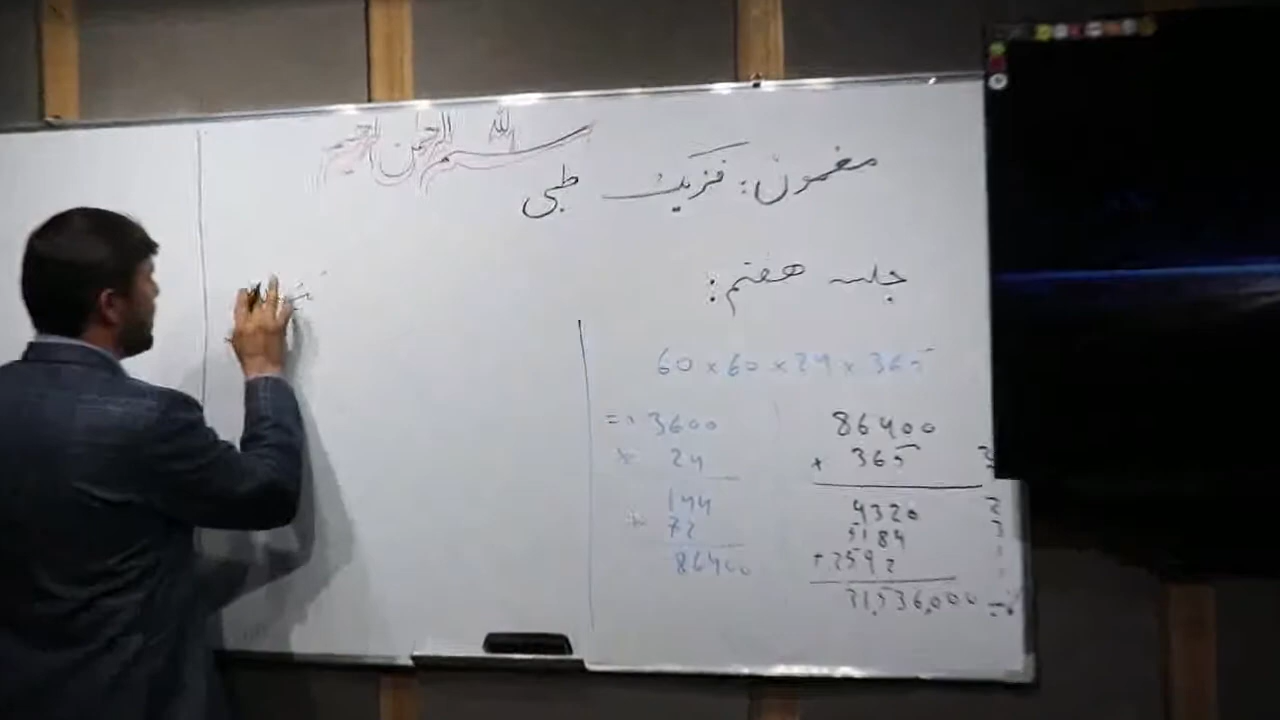 بسم الله الرحمن الرحیم
مضمون: فزیک طبی
جلسه هفتم:
60 × 60 × 24 × 365
= 3600
× 24
144
+ 72
86400
86400
× 365
4320
5184
+ 2592
31,536,000